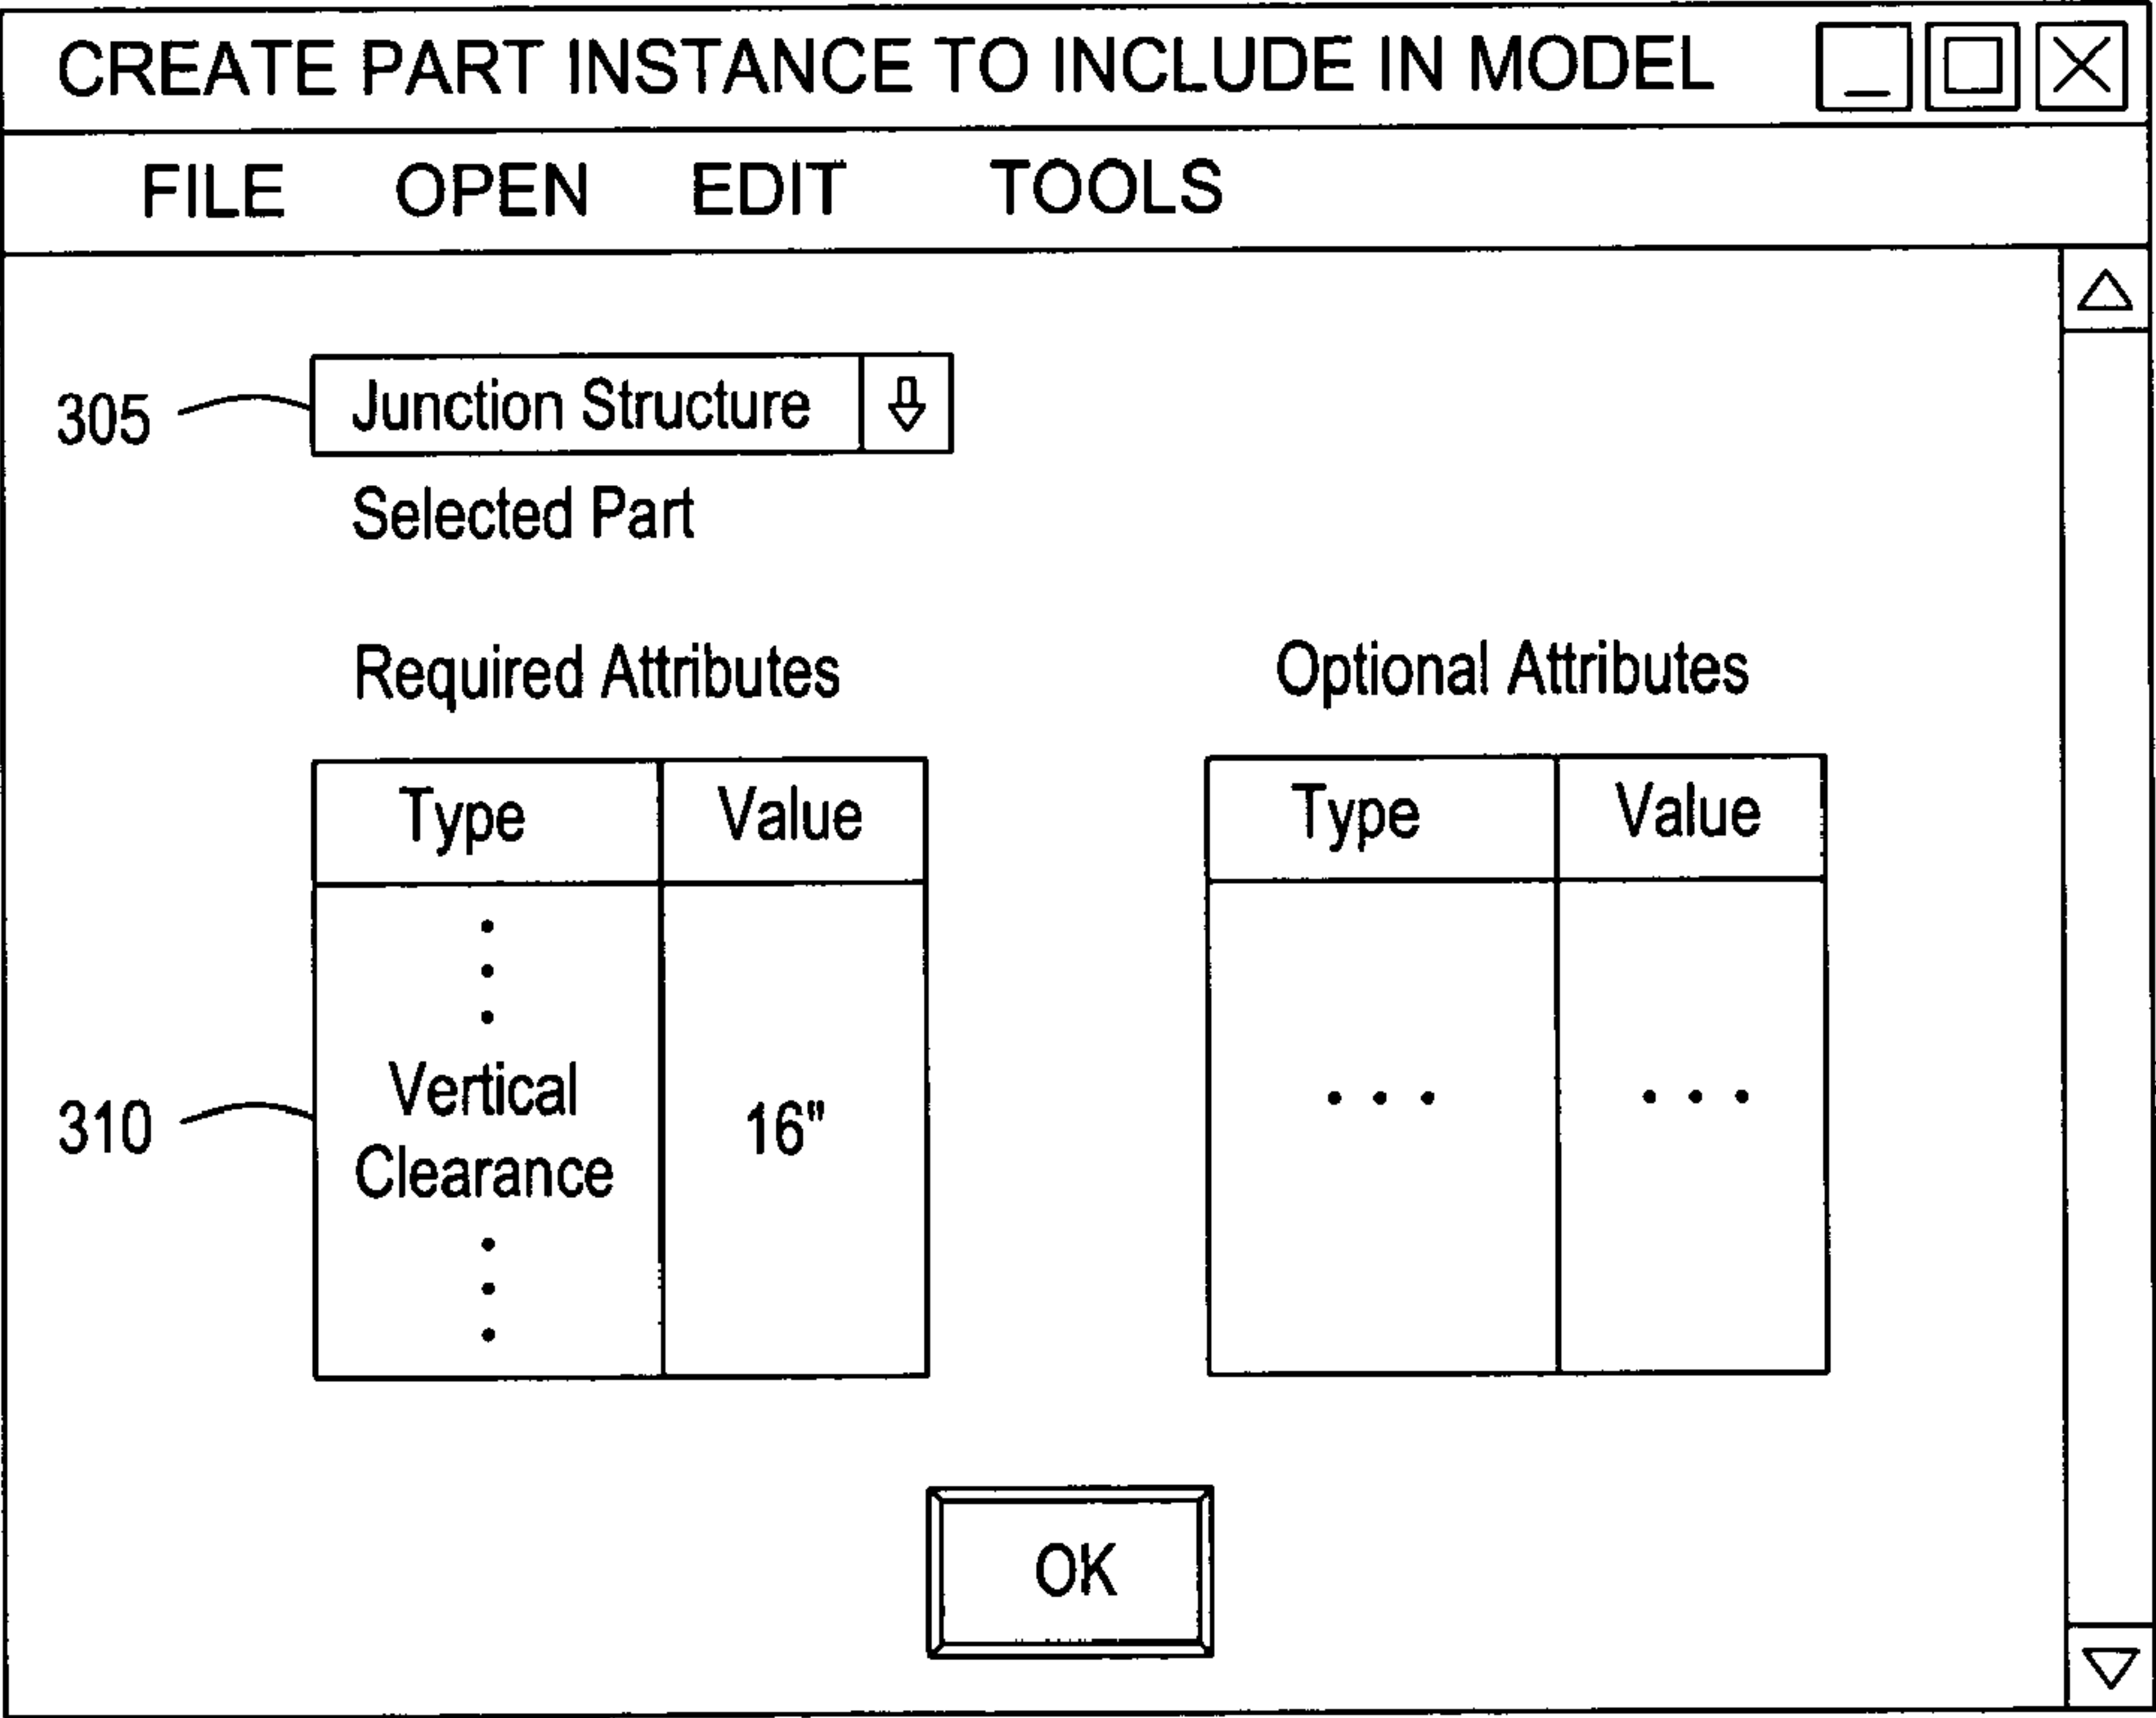 CREATE PART INSTANCE TO INCLUDE IN MODEL
FILE OPEN EDIT TOOLS
305
Junction Structure
Selected Part
Required Attributes
Optional Attributes
Type Value
Type Value
310
Vertical
Clearance
16"
OK